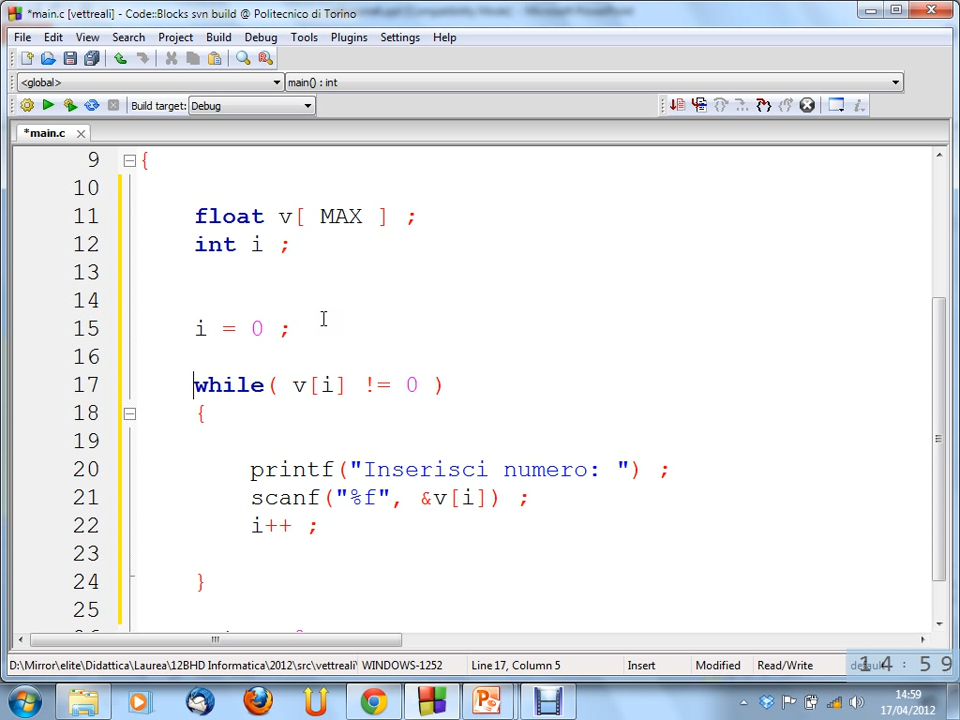 *main.c [vettreali] - Code::Blocks svn build @ Politecnico di Torino
File Edit View Search Project Build Debug Tools Plugins Settings Help
<global> main() : int
Build target: Debug
*main.c
9 {
10
11 float v[ MAX ] ;
12 int i ;
13
14
15 i = 0 ;
16
17 while( v[i] != 0 )
18 {
19
20 printf("Inserisci numero: ") ;
21 scanf("%f", &v[i]) ;
22 i++ ;
23
24 }
25
D:\Mirror\elite\Didattica\Laurea\12BHD Informatica\2012\src\vettreali\ WINDOWS-1252 Line 17, Column 5 Insert Modified Read/Write default
14:59
14:59
17/04/2012